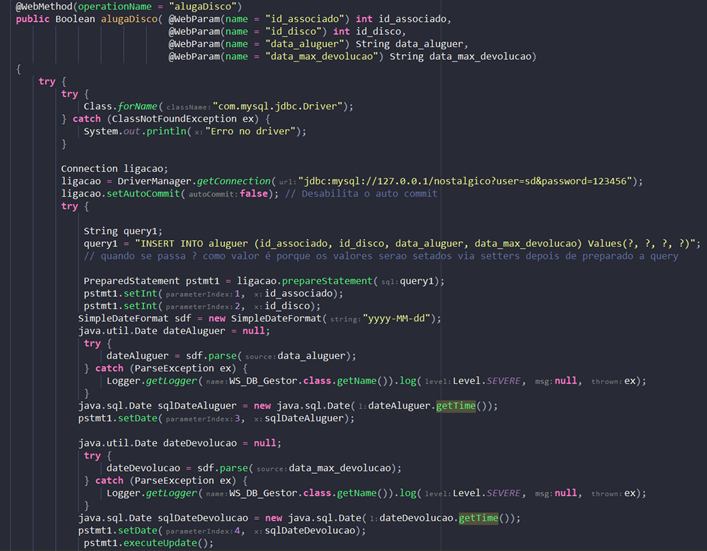 @WebMethod(operationName = "alugaDisco")
public Boolean alugaDisco( @WebParam(name = "id_associado") int id_associado,
@WebParam(name = "id_disco") int id_disco,
@WebParam(name = "data_aluguer") String data_aluguer,
@WebParam(name = "data_max_devolucao") String data_max_devolucao)
{
try {
try {
Class.forName( className: "com.mysql.jdbc.Driver");
} catch (ClassNotFoundException ex) {
System.out.println( x: "Erro no driver");
}
Connection ligacao;
ligacao = DriverManager.getConnection( url: "jdbc:mysql://127.0.0.1/nostalgico?user=sd&password=123456");
ligacao.setAutoCommit( autoCommit: false); // Desabilita o auto commit
try {
String query1;
query1 = "INSERT INTO aluguer (id_associado, id_disco, data_aluguer, data_max_devolucao) Values(?, ?, ?, ?)";
// quando se passa ? como valor é porque os valores serao setados via setters depois de preparado a query
PreparedStatement pstmt1 = ligacao.prepareStatement( sql: query1);
pstmt1.setInt( parameterIndex: 1, x: id_associado);
pstmt1.setInt( parameterIndex: 2, x: id_disco);
SimpleDateFormat sdf = new SimpleDateFormat( string: "yyyy-MM-dd");
java.util.Date dateAluguer = null;
try {
dateAluguer = sdf.parse( source: data_aluguer);
} catch (ParseException ex) {
Logger.getLogger( name: WS_DB_Gestor.class.getName()).log( level: Level.SEVERE, msg: null, thrown: ex);
}
java.sql.Date sqlDateAluguer = new java.sql.Date( l: dateAluguer.getTime());
pstmt1.setDate( parameterIndex: 3, x: sqlDateAluguer);
java.util.Date dateDevolucao = null;
try {
dateDevolucao = sdf.parse( source: data_max_devolucao);
} catch (ParseException ex) {
Logger.getLogger( name: WS_DB_Gestor.class.getName()).log( level: Level.SEVERE, msg: null, thrown: ex);
}
java.sql.Date sqlDateDevolucao = new java.sql.Date( l: dateDevolucao.getTime());
pstmt1.setDate( parameterIndex: 4, x: sqlDateDevolucao);
pstmt1.executeUpdate();